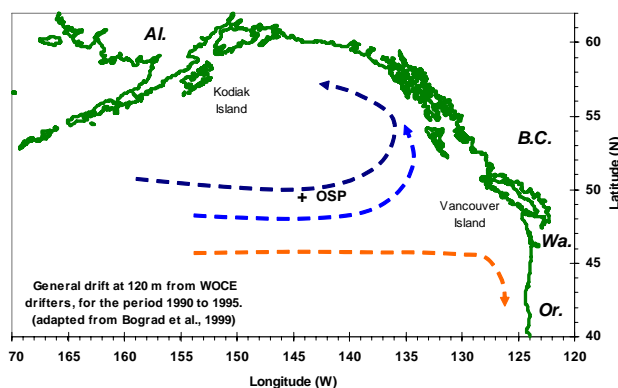 Al.
Kodiak
Island
B.C.
+ OSP
Vancouver
Island
Wa.
General drift at 120 m from WOCE
drifters, for the period 1990 to 1995.
(adapted from Bograd et al., 1999)
Or.
60
55
50
45
40
Latitude (N)
70 165 160 155 150 145 140 135 130 125 120
Longitude (W)